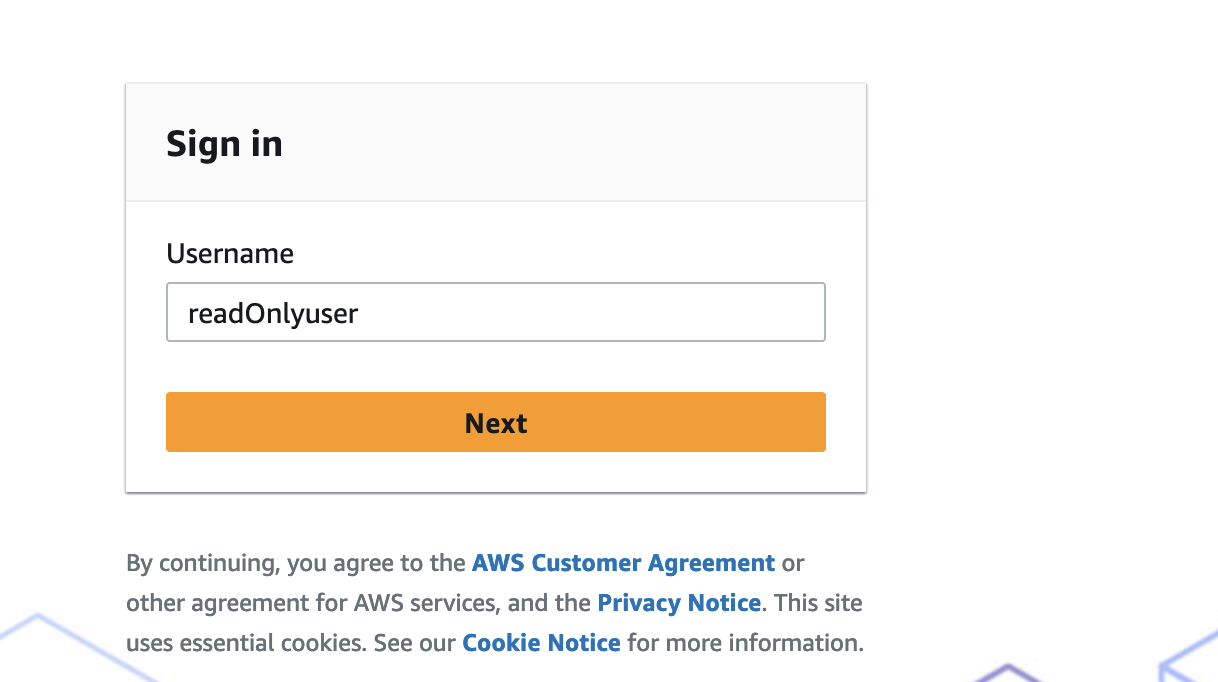 Sign in
Username
readOnlyuser
Next
By continuing, you agree to the AWS Customer Agreement or
other agreement for AWS services, and the Privacy Notice. This site
uses essential cookies. See our Cookie Notice for more information.